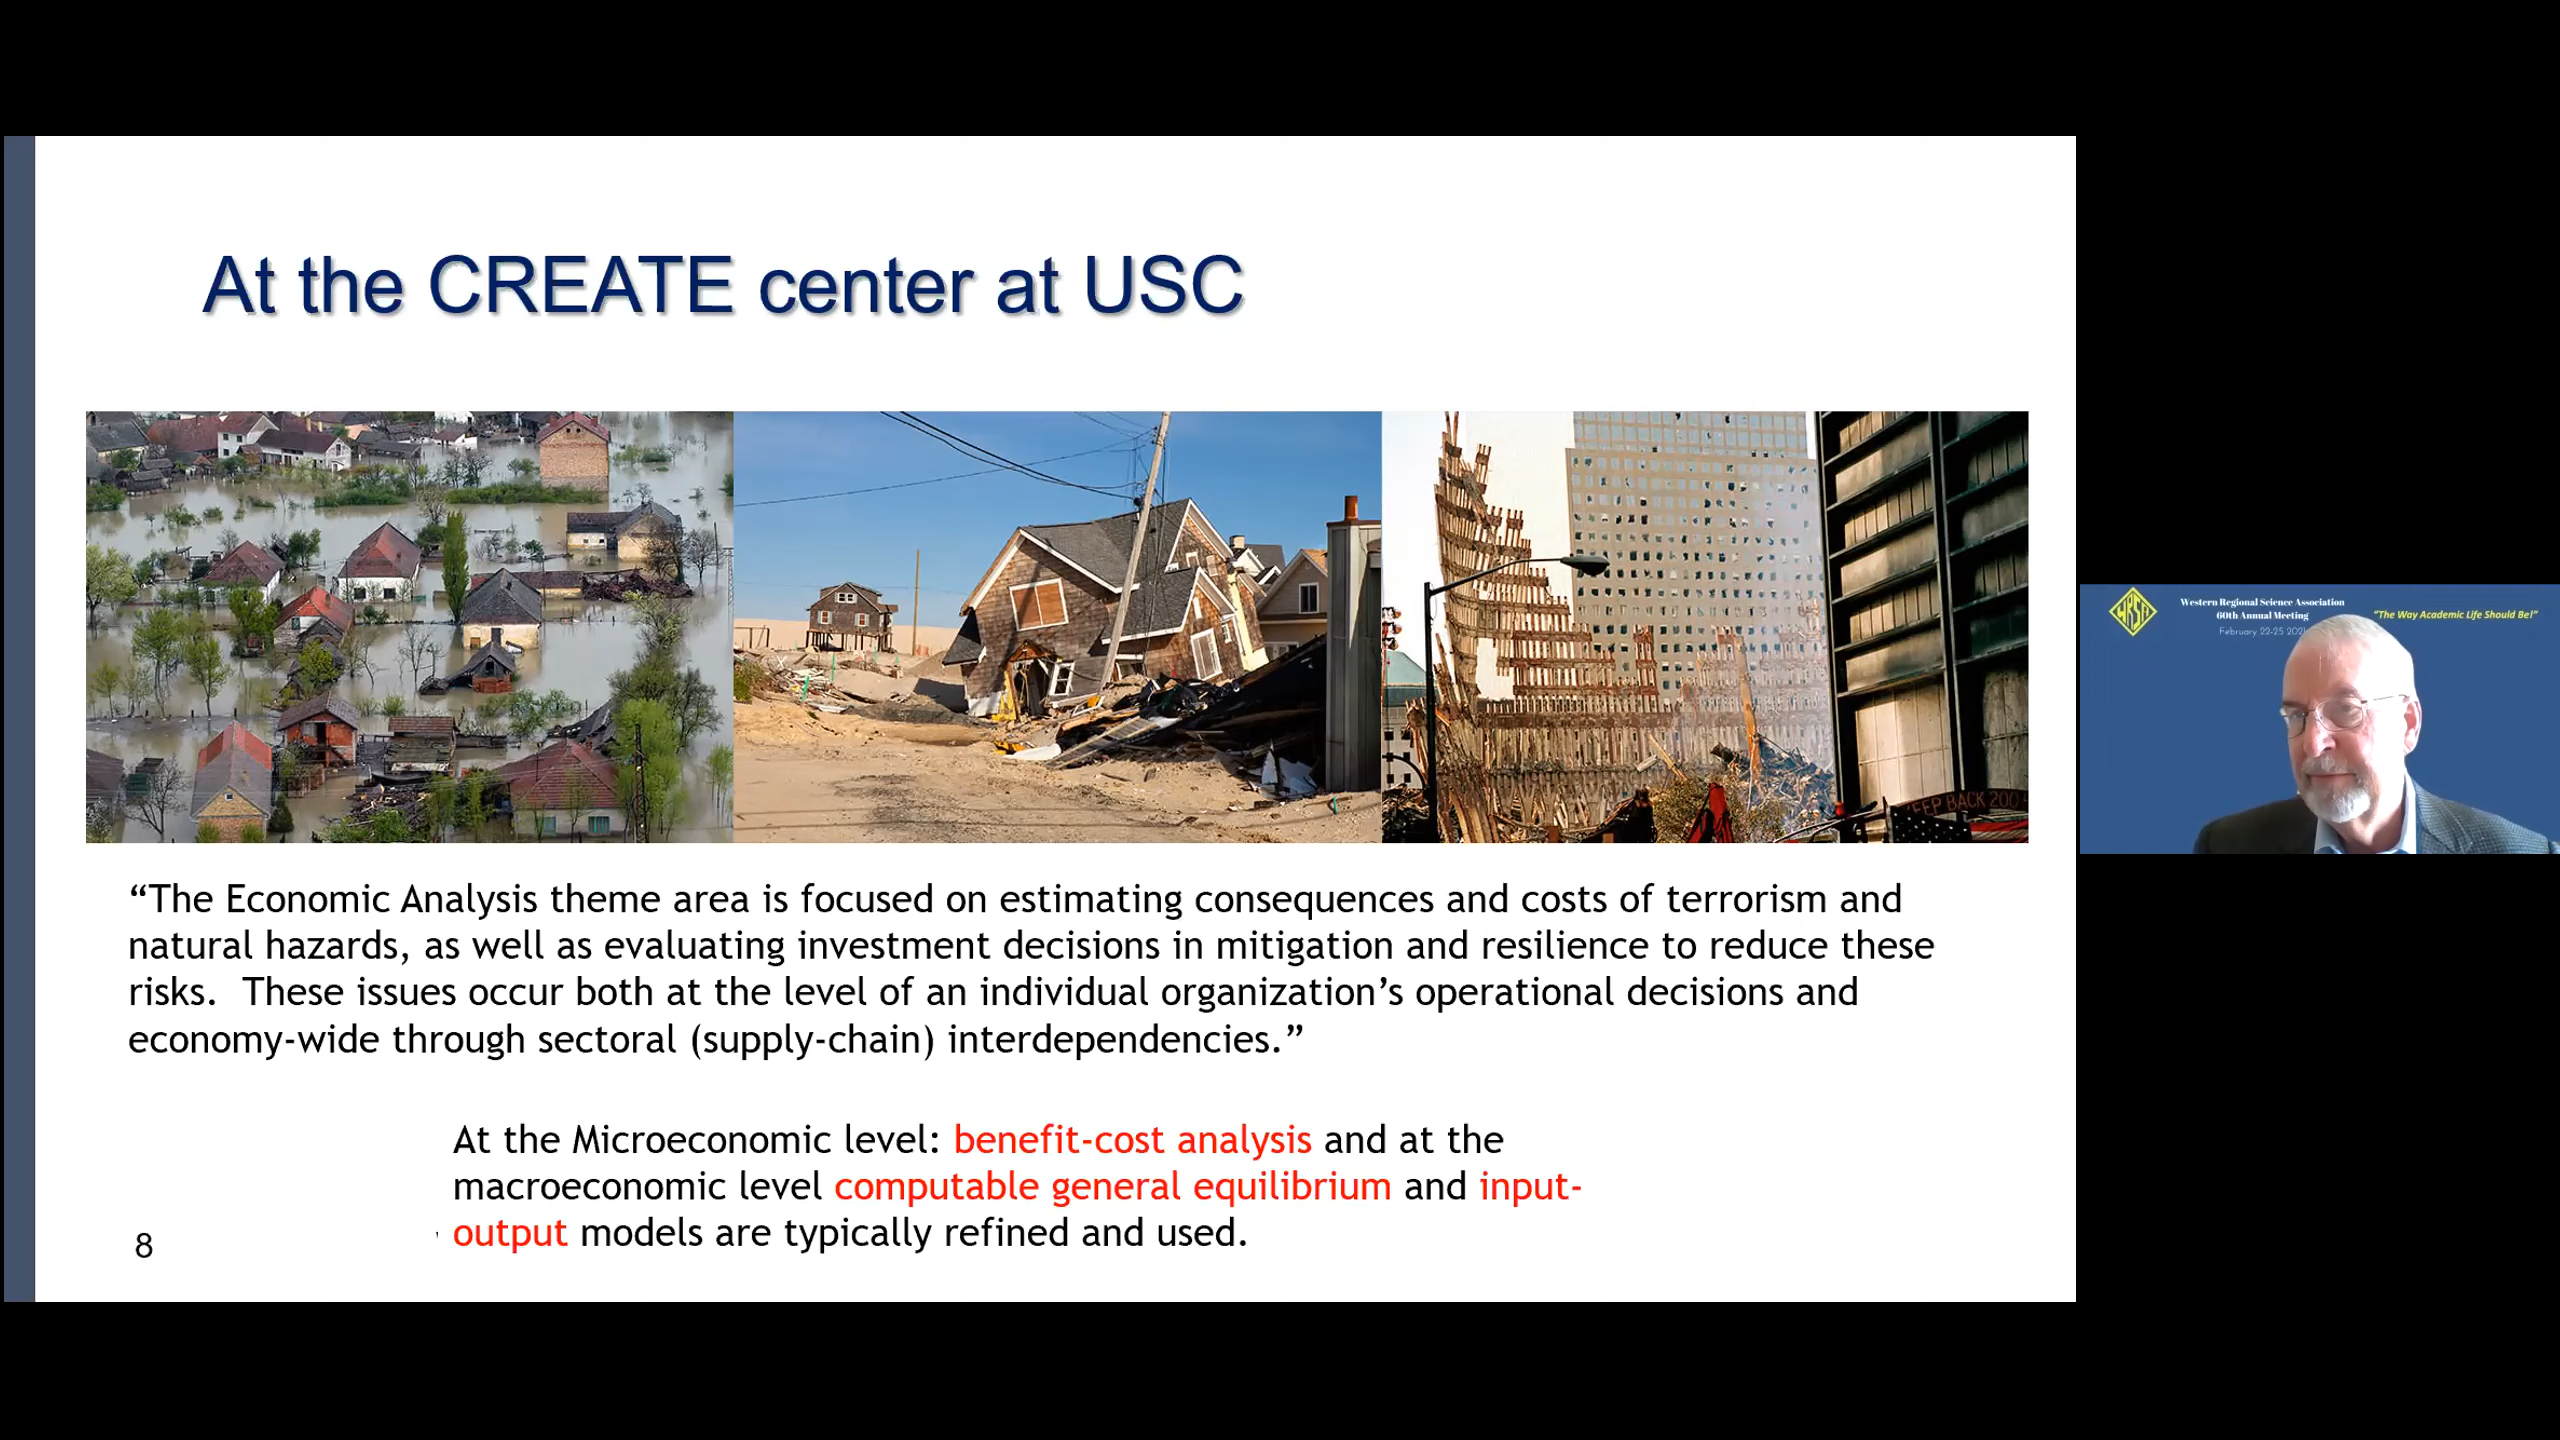 At the CREATE center at USC
“The Economic Analysis theme area is focused on estimating consequences and costs of terrorism and
natural hazards, as well as evaluating investment decisions in mitigation and resilience to reduce these
risks.  These issues occur both at the level of an individual organization’s operational decisions and
economy-wide through sectoral (supply-chain) interdependencies.”
At the Microeconomic level: benefit-cost analysis and at the
macroeconomic level computable general equilibrium and input-
output models are typically refined and used.
8
WRSA
Western Regional Science Association
60th Annual Meeting
February 22-25 2021
“The Way Academic Life Should Be!”